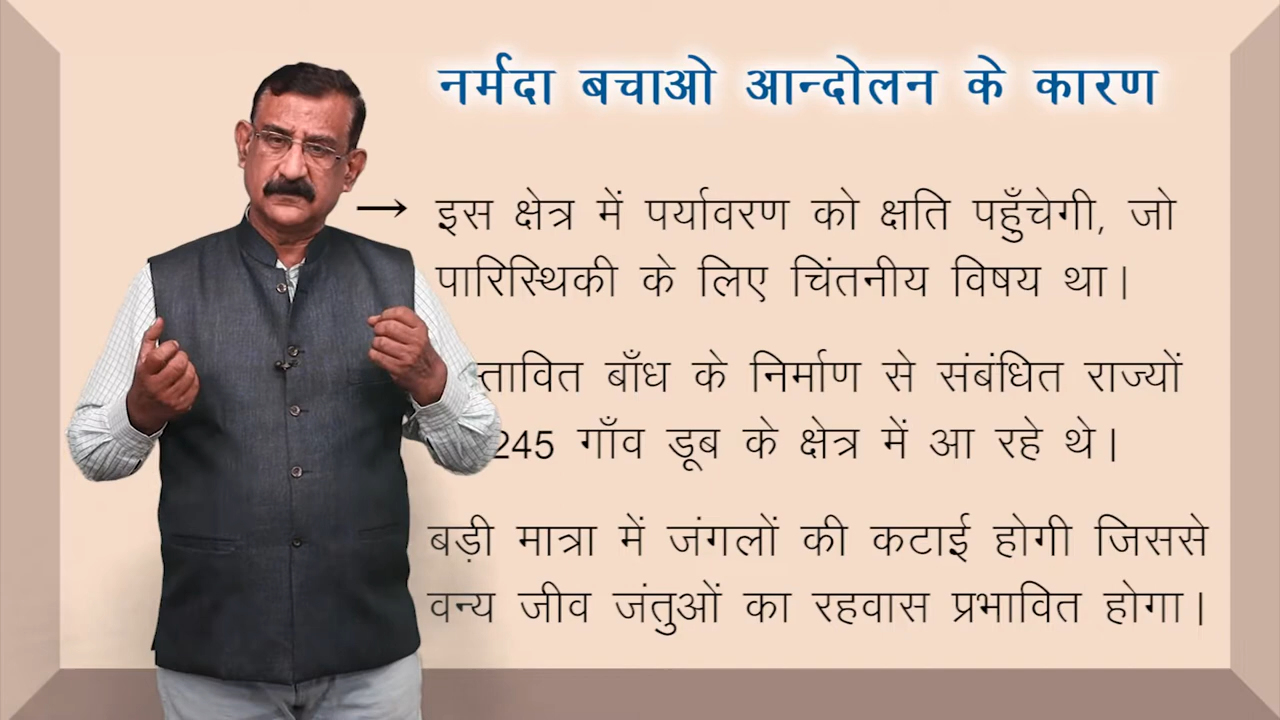 नर्मदा बचाओ आन्दोलन के कारण
→ इस क्षेत्र में पर्यावरण को क्षति पहुँचेगी, जो
पारिस्थिकी के लिए चिंतनीय विषय था।
बाँध के निर्माण से संबंधित राज्यों
245 गाँव डूब के क्षेत्र में आ रहे थे।
बड़ी मात्रा में जंगलों की कटाई होगी जिससे
वन्य जीव जंतुओं का रहवास प्रभावित होगा।